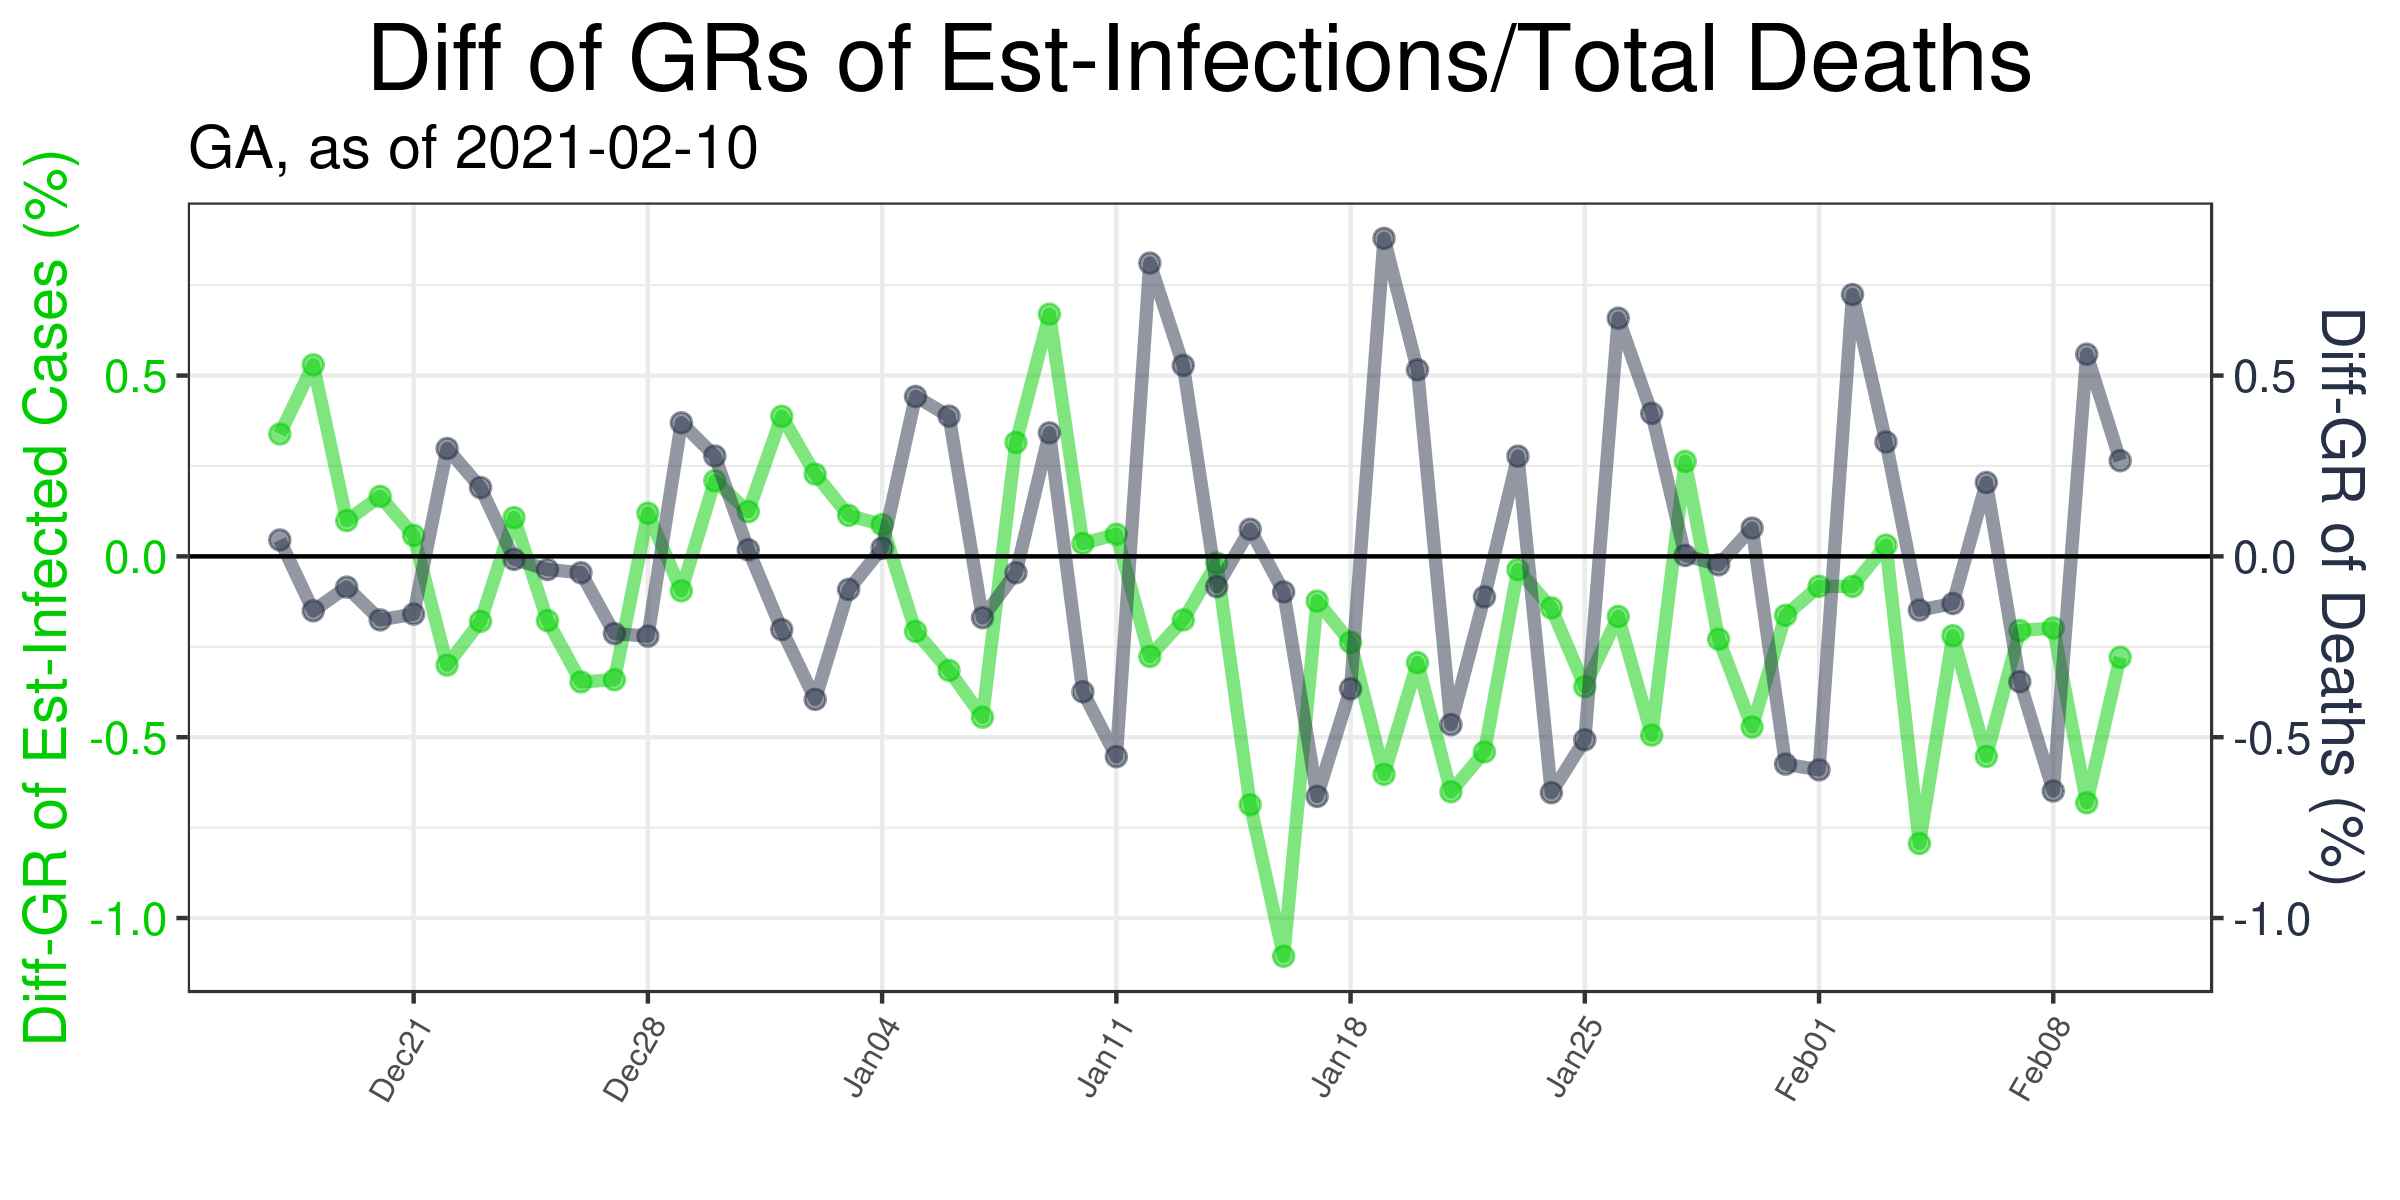 Diff of GRs of Est-Infections/Total Deaths
GA, as of 2021-02-10
Diff-GR of Est-Infected Cases (%)
0.5
0.0
-0.5
-1.0
0.5
0.0
-0.5
-1.0
Diff-GR of Deaths (%)
Dec21
Dec28
Jan04
Jan11
Jan18
Jan25
Feb01
Feb08